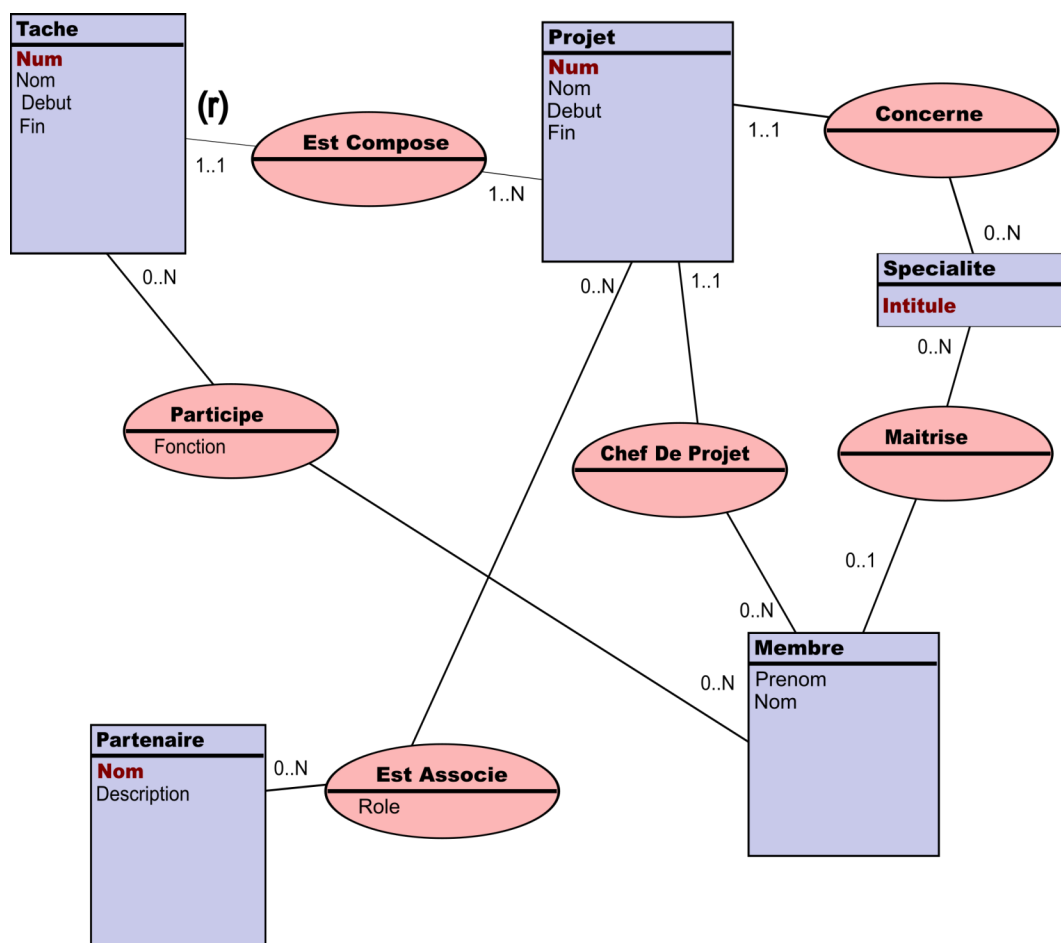 Tache
Num
Nom
Debut
Fin
(r)
1..1
Est Compose
1..N
Projet
Num
Nom
Debut
Fin
1..1
Concerne
0..N
Specialite
Intitule
0..N
0..N
0..N
1..1
Participe
Fonction
Chef De Projet
Maitrise
0..1
0..N
0..N
Membre
Prenom
Nom
Partenaire
Nom
Description
0..N
Est Associe
Role